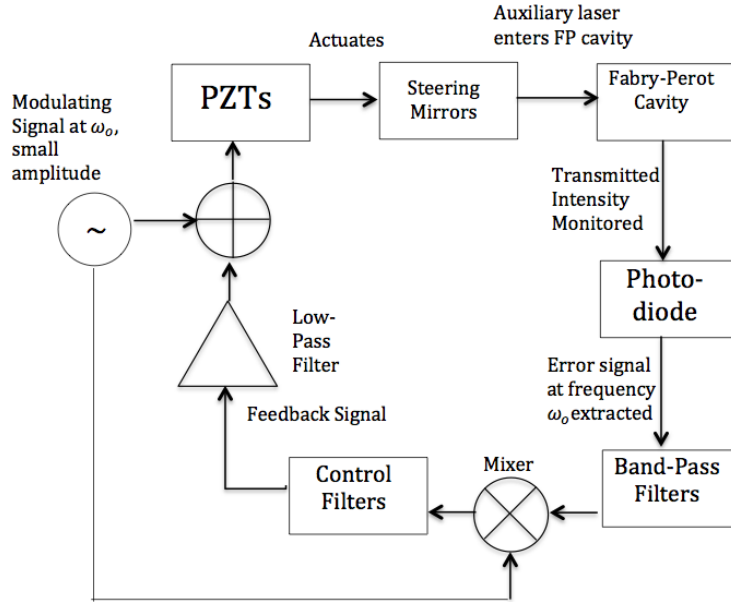 Auxiliary laser
enters FP cavity
Actuates
PZTs
Steering
Mirrors
Fabry-Perot
Cavity
Modulating
Signal at ω₀,
small
amplitude
~
Transmitted
Intensity
Monitored
Photo-
diode
Low-
Pass
Filter
Error signal
at frequency
ω₀ extracted
Feedback Signal
Control
Filters
Mixer
Band-Pass
Filters